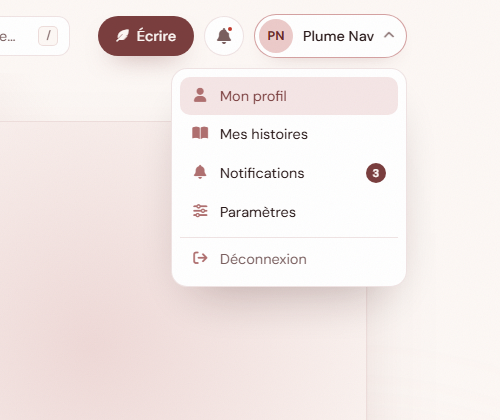 e... /
Écrire
PN Plume Nav
Mon profil
Mes histoires
Notifications 3
Paramètres
Déconnexion